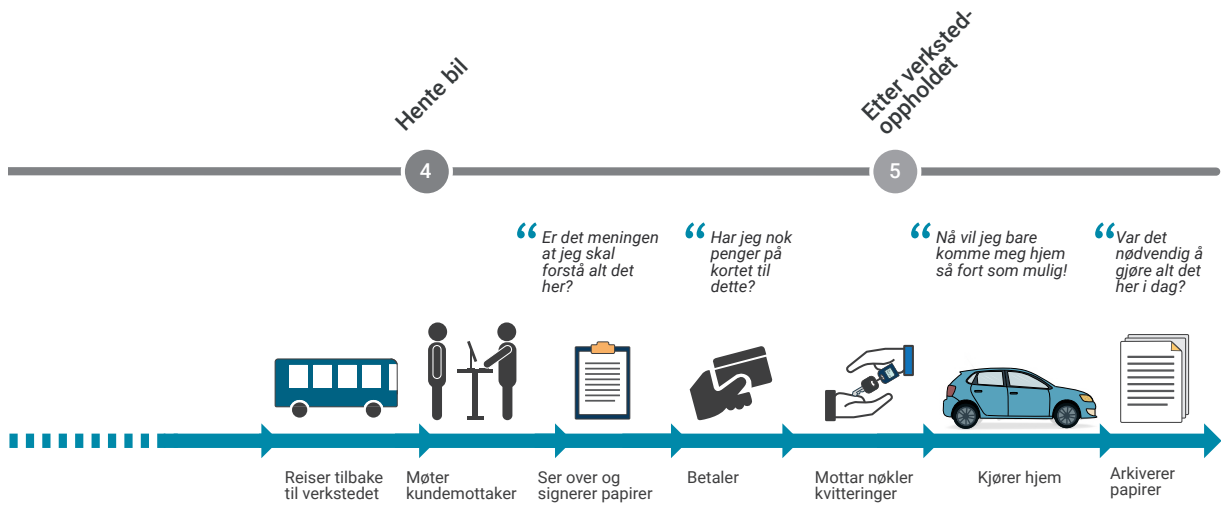 Hente bil
Etter verksted-
oppholdet
4
5
“ Er det meningen
at jeg skal
forstå alt det
her?
“ Har jeg nok
penger på
kortet til
dette?
“ Nå vil jeg bare
komme meg hjem
så fort som mulig!
“ Var det
nødvendig å
gjøre alt det
her i dag?
Reiser tilbake
til verkstedet
Møter
kundemottaker
Ser over og
signerer papirer
Betaler
Mottar nøkler
kvitteringer
Kjører hjem
Arkiverer
papirer